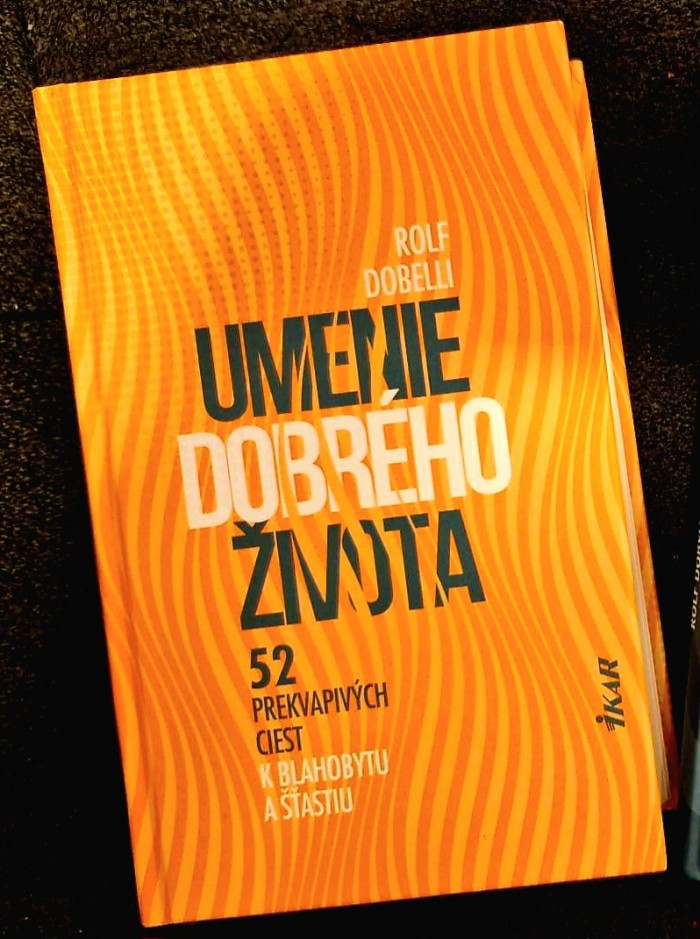 ROLF
DOBELLI
UMENIE
DOBRÉHO
ŽIVOTA
52
PREKVAPIVÝCH
CIEST
K BLAHOBYTU
A ŠŤASTIU
IKAR